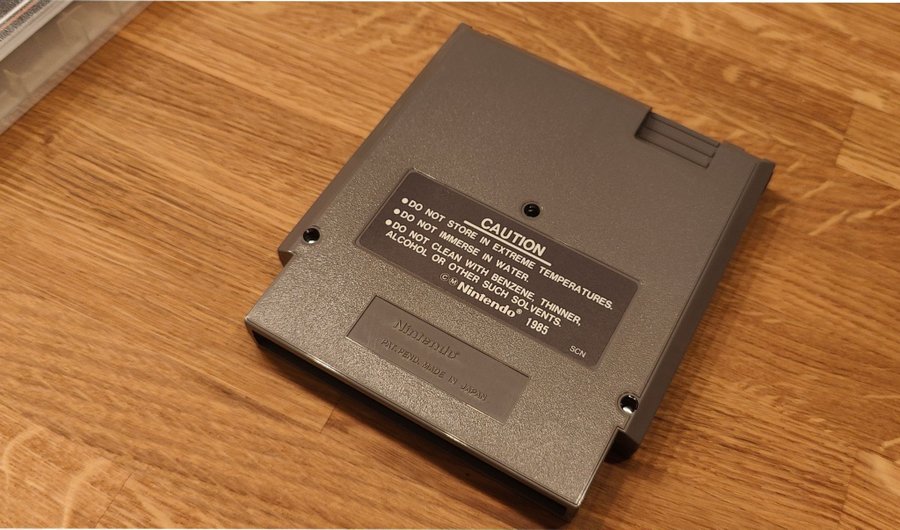 CAUTION
•DO NOT STORE IN EXTREME TEMPERATURES.
•DO NOT IMMERSE IN WATER.
•DO NOT CLEAN WITH BENZENE, THINNER,
ALCOHOL OR OTHER SUCH SOLVENTS.
©M Nintendo® 1985
SCN
Nintendo®
PAT. PEND. MADE IN JAPAN